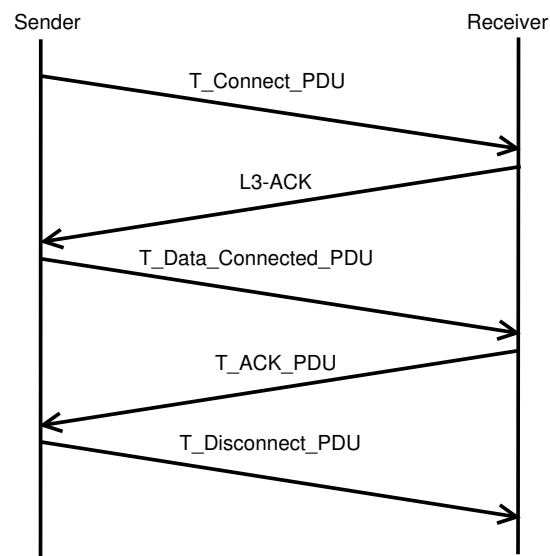 Sender
Receiver
T_Connect_PDU
L3-ACK
T_Data_Connected_PDU
T_ACK_PDU
T_Disconnect_PDU